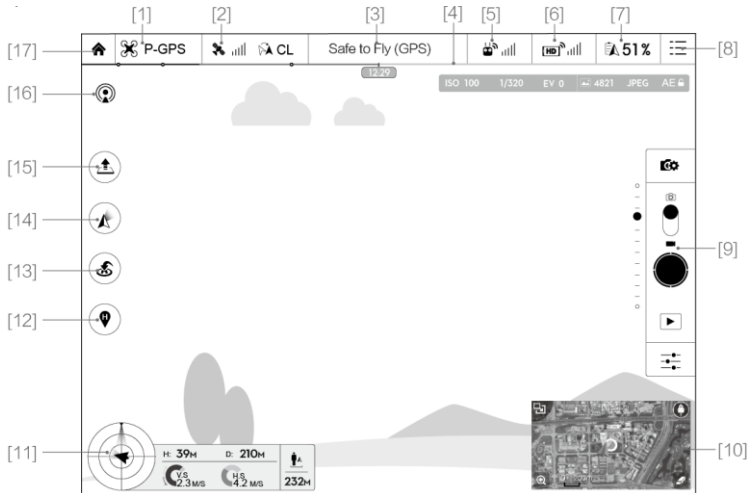 [1] [2] [3] [4] [5] [6] [7]
[17] P-GPS CL Safe to Fly (GPS) HD 51% [8]
12:29
[16] ISO 100 1/320 EV 0 4821 JPEG AE
[15]
[14]
[9]
[13]
[12] H
[11] H: 39M D: 210M
V.S 2.3 M/S H.S 4.2 M/S 232M
[10]